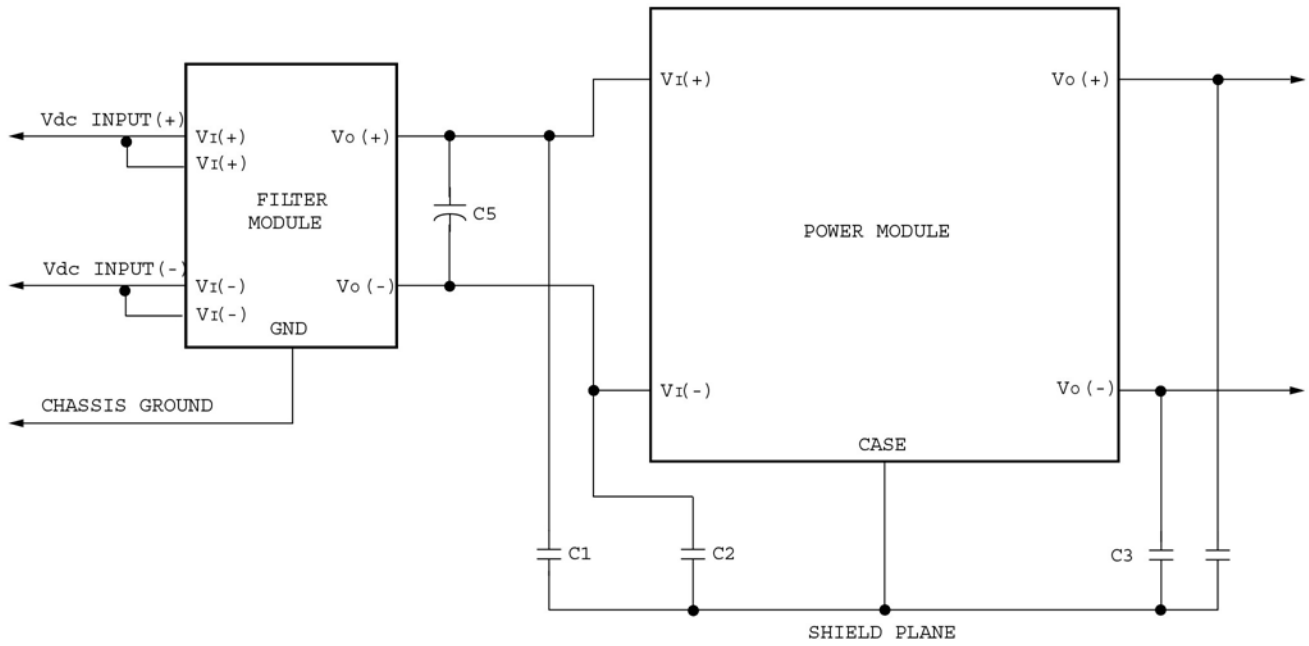 Vdc INPUT(+)
VI(+)
VI(+)
VO(+)
FILTER
MODULE
C5
Vdc INPUT(-)
VI(-)
VI(-)
VO(-)
GND
CHASSIS GROUND
VI(+)
VO(+)
POWER MODULE
VI(-)
VO(-)
CASE
C1
C2
C3
SHIELD PLANE